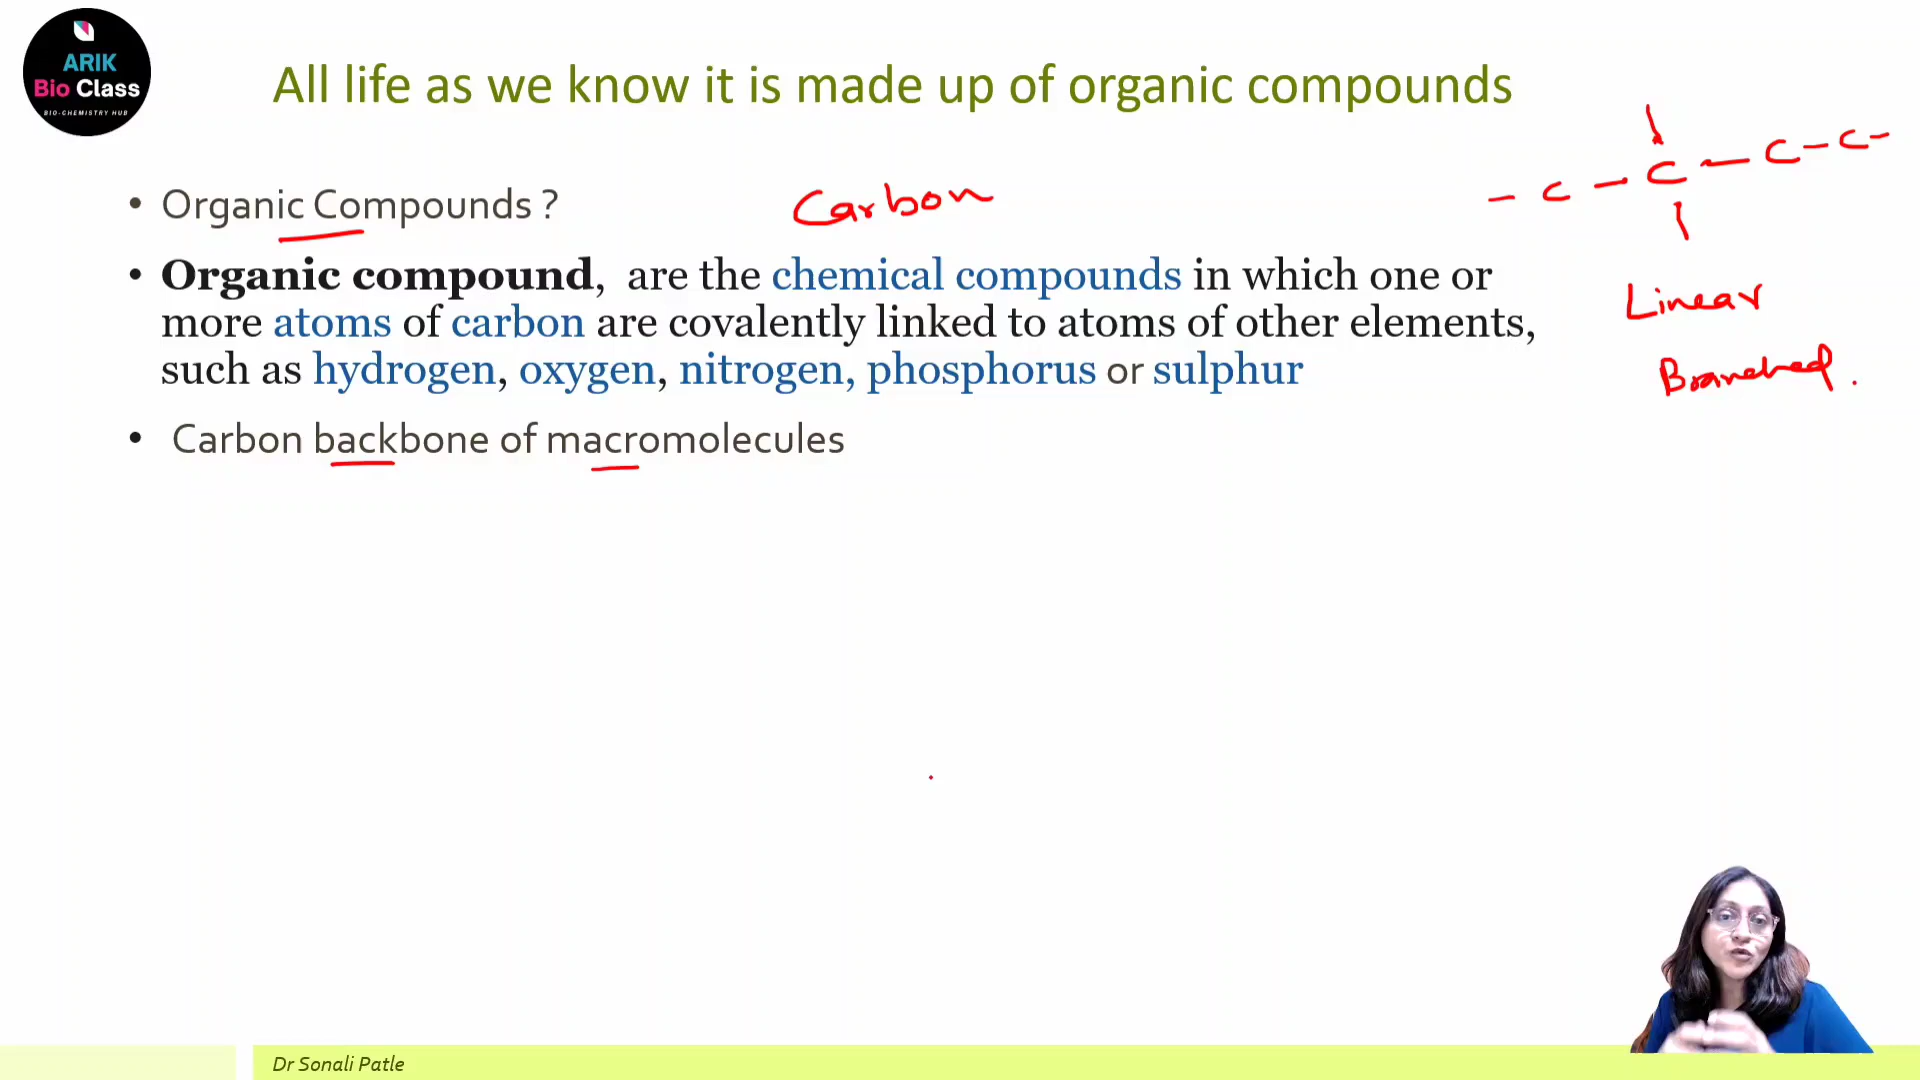 ARIK
Bio Class
BIO-CHEMISTRY HUB
All life as we know it is made up of organic compounds
• Organic Compounds ?
Carbon
- C - C - C - C -
• Organic compound, are the chemical compounds in which one or
more atoms of carbon are covalently linked to atoms of other elements,
such as hydrogen, oxygen, nitrogen, phosphorus or sulphur
Linear
Branched.
• Carbon backbone of macromolecules
Dr Sonali Patle